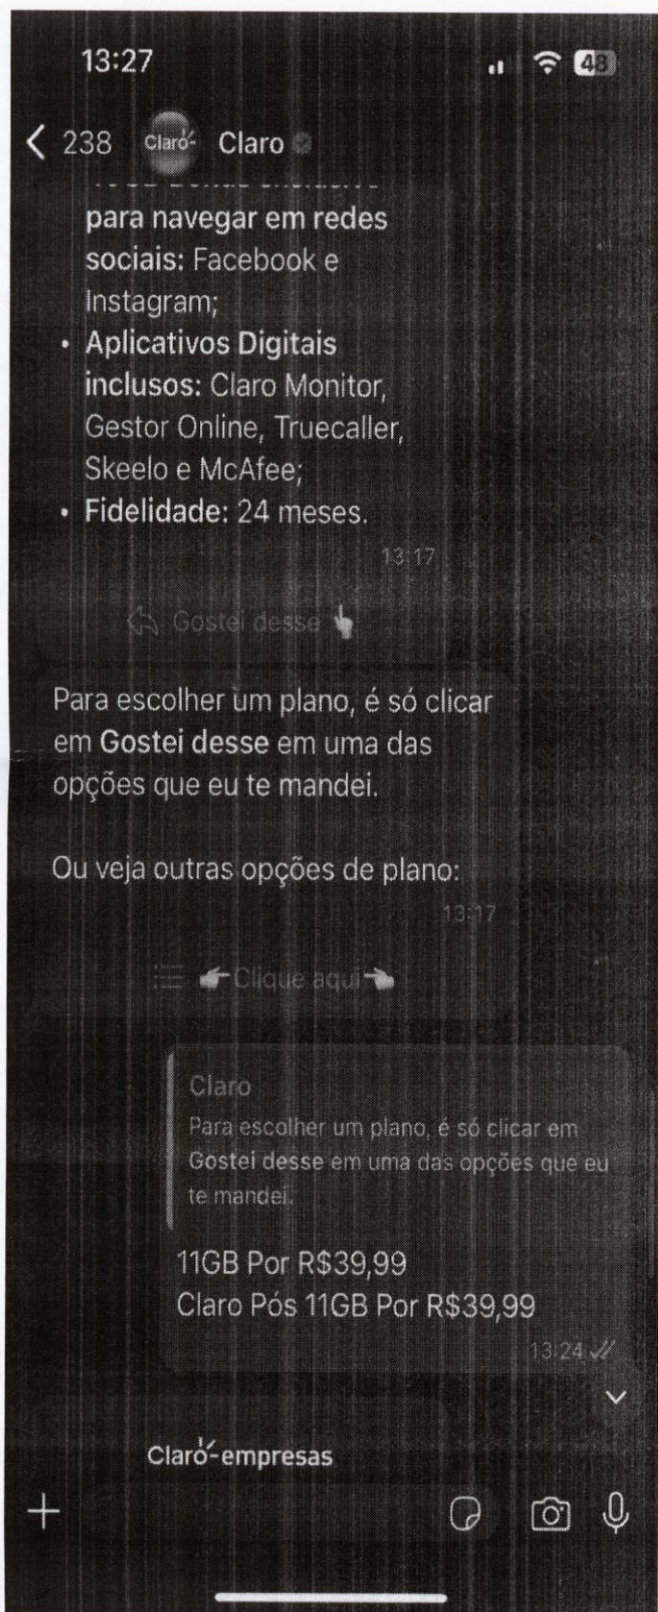 13:27
48
238 Claro- Claro
para navegar em redes
sociais: Facebook e
Instagram;
• Aplicativos Digitais
inclusos: Claro Monitor,
Gestor Online, Truecaller,
Skeelo e McAfee;
• Fidelidade: 24 meses.
13:17
Gostei desse
Para escolher um plano, é só clicar
em Gostei desse em uma das
opções que eu te mandei.
Ou veja outras opções de plano:
13:17
Clique aqui
Claro
Para escolher um plano, é só clicar em
Gostei desse em uma das opções que eu
te mandei.
11GB Por R$39,99
Claro Pós 11GB Por R$39,99
13:24
Claro-empresas